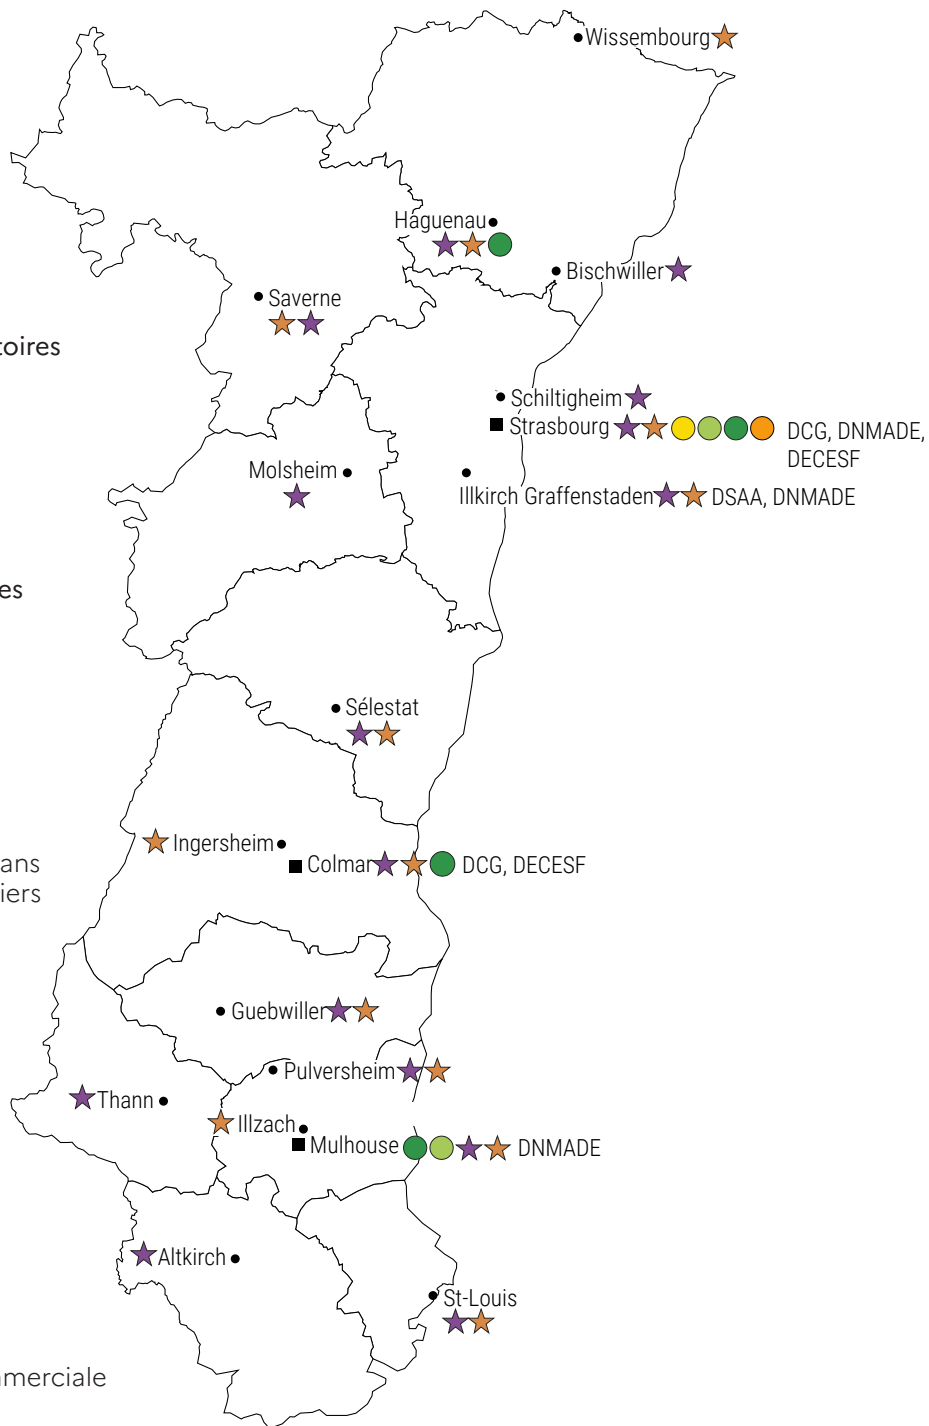 Wissembourg
Haguenau
Bischwiller
Saverne
toires
Schiltigheim
Strasbourg
DCG, DNMADE,
DECESF
Molsheim
Illkirch Graffenstaden
DSAA, DNMADE
es
Sélestat
Ingersheim
ans
Colmar
DCG, DECESF
iers
Guebwiller
Pulversheim
Thann
Illzach
Mulhouse
DNMADE
Altkirch
St-Louis
merciale